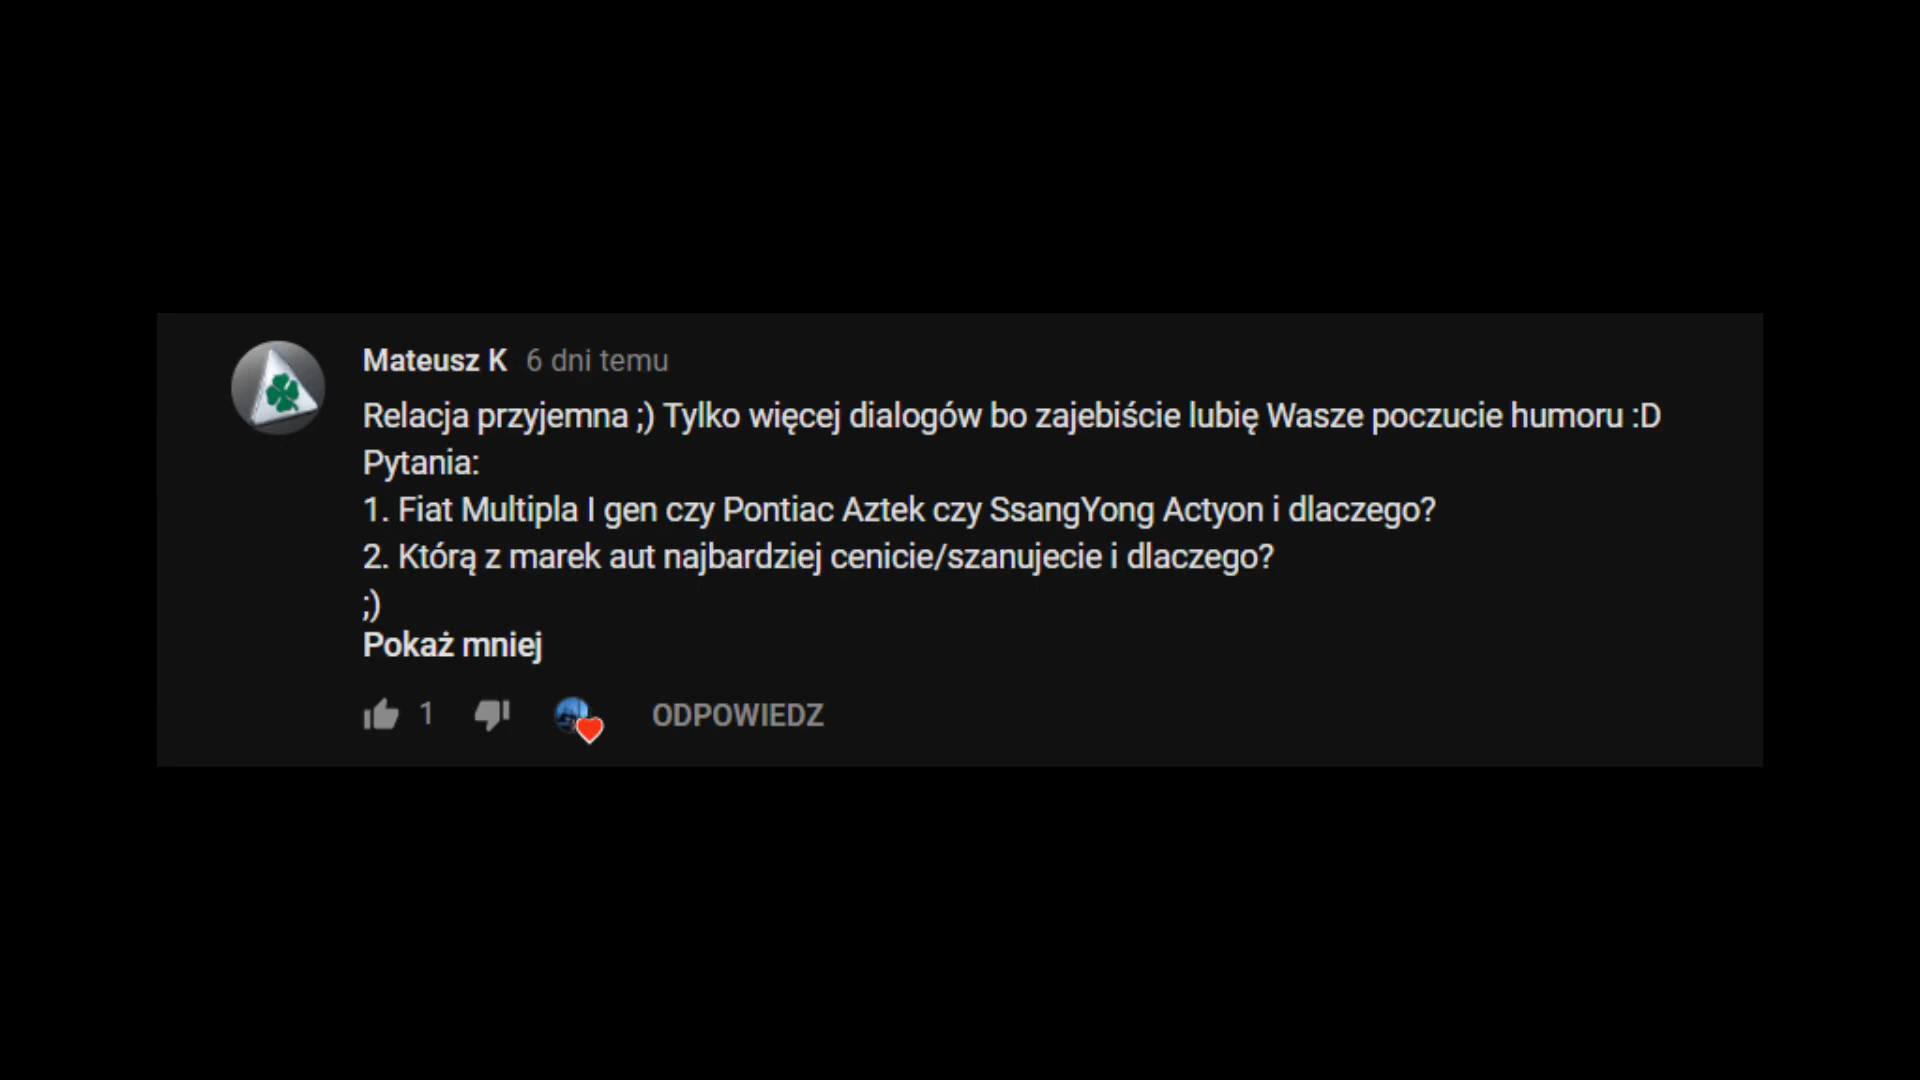 Mateusz K 6 dni temu
Relacja przyjemna ;) Tylko więcej dialogów bo zajebiście lubię Wasze poczucie humoru :D
Pytania:
1. Fiat Multipla I gen czy Pontiac Aztek czy SsangYong Actyon i dlaczego?
2. Którą z marek aut najbardziej cenicie/szanujecie i dlaczego?
;)
Pokaż mniej
1 ODPOWIEDZ